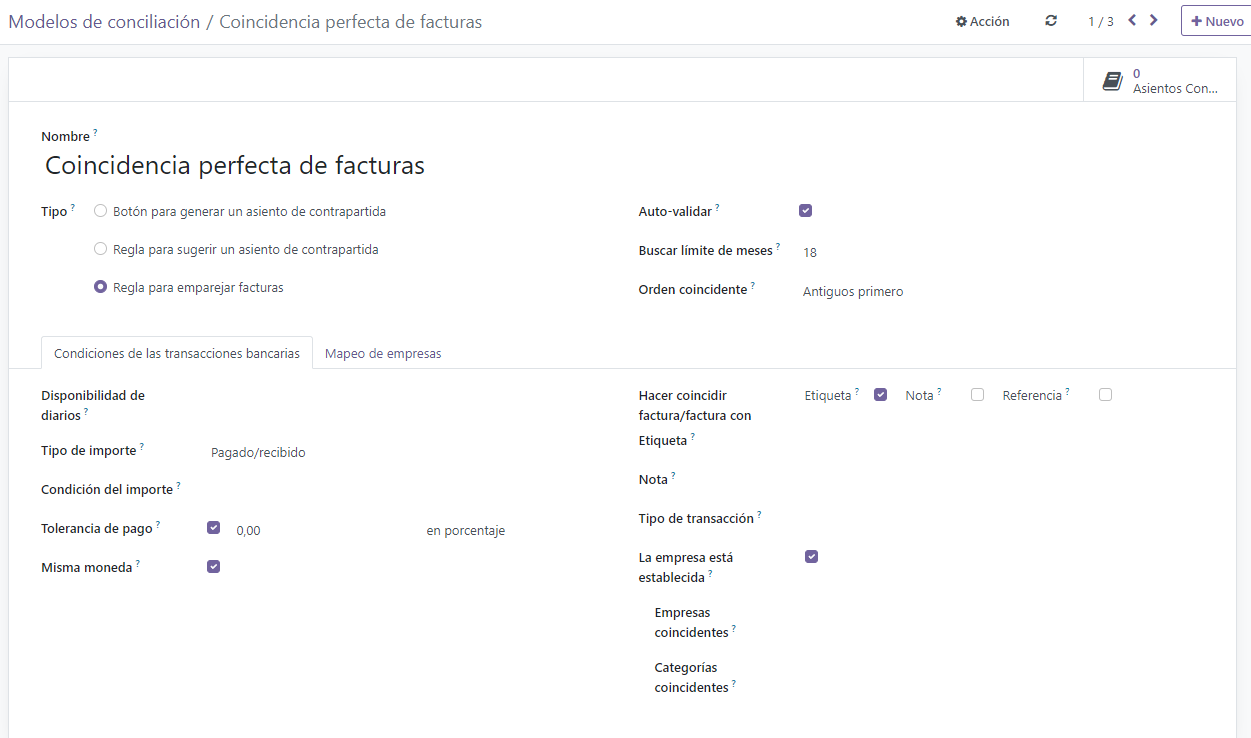 Modelos de conciliación / Coincidencia perfecta de facturas
Acción
1 / 3
Nuevo
0
Asientos Con...
Nombre ?
Coincidencia perfecta de facturas
Tipo ?
Botón para generar un asiento de contrapartida
Regla para sugerir un asiento de contrapartida
Regla para emparejar facturas
Auto-validar ?
Buscar límite de meses ? 18
Orden coincidente ? Antiguos primero
Condiciones de las transacciones bancarias
Mapeo de empresas
Disponibilidad de
diarios ?
Tipo de importe ? Pagado/recibido
Condición del importe ?
Tolerancia de pago ? 0,00 en porcentaje
Misma moneda ?
Hacer coincidir
factura/factura con
Etiqueta ? Nota ? Referencia ?
Etiqueta ?
Nota ?
Tipo de transacción ?
La empresa está
establecida ?
Empresas
coincidentes ?
Categorías
coincidentes ?